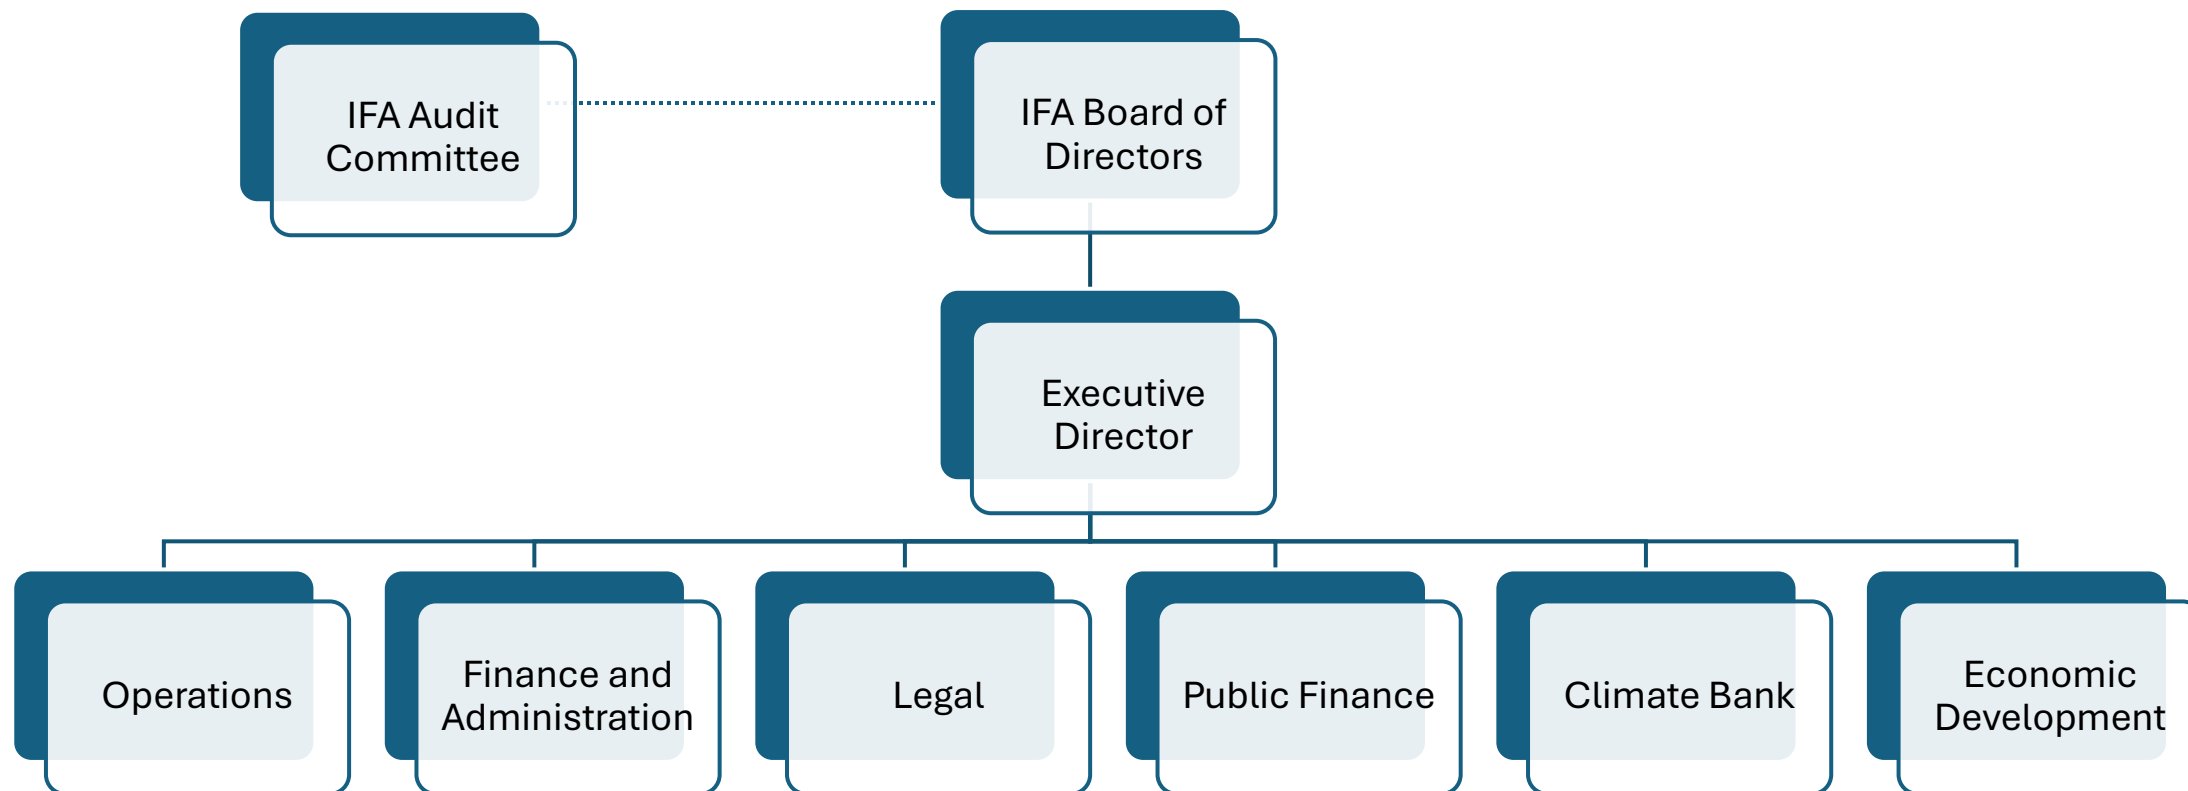 IFA Audit
Committee
IFA Board of
Directors
Executive
Director
Operations
Finance and
Administration
Legal
Public Finance
Climate Bank
Economic
Development